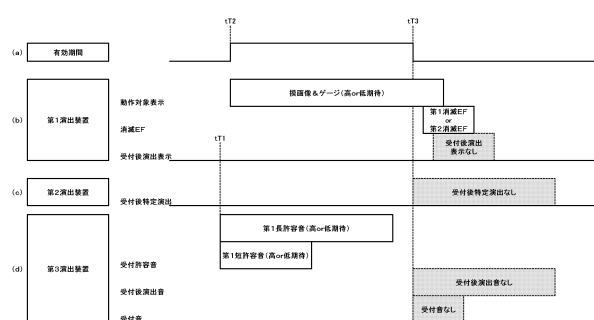 tT2
tT3
(a)
有効期間
(b)
第1演出装置
動作対象表示
操画像&ゲージ(高or低期待)
消滅EF
第1消滅EF
or
第2消滅EF
受付後演出表示
受付後演出
表示なし
tT1
(c)
第2演出装置
受付後特定演出
受付後特定演出なし
(d)
第3演出装置
第1長許容音(高or低期待)
受付許容音
第1短許容音(高or低期待)
受付後演出音
受付後演出音なし
受付音
受付音なし